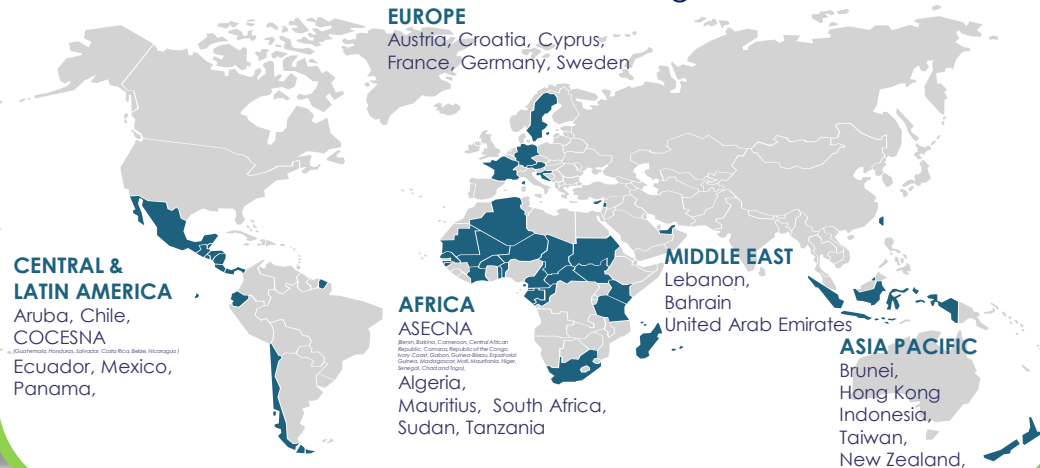 EUROPE
Austria, Croatia, Cyprus,
France, Germany, Sweden
CENTRAL &
LATIN AMERICA
Aruba, Chile,
COCESNA
(Guatemala, Honduras, Salvador, Costa Rica, Belize, Nicaragua )
Ecuador, Mexico,
Panama,
AFRICA
ASECNA
(Benin, Burkina, Cameroon, Central African
Republic, Comoros, Republic of the Congo,
Ivory Coast, Gabon, Guinea-Bissau, Equatorial
Guinea, Madagascar, Mali, Mauritania, Niger,
Senegal, Chad and Togo),
Algeria,
Mauritius, South Africa,
Sudan, Tanzania
MIDDLE EAST
Lebanon,
Bahrain
United Arab Emirates
ASIA PACIFIC
Brunei,
Hong Kong
Indonesia,
Taiwan,
New Zealand,